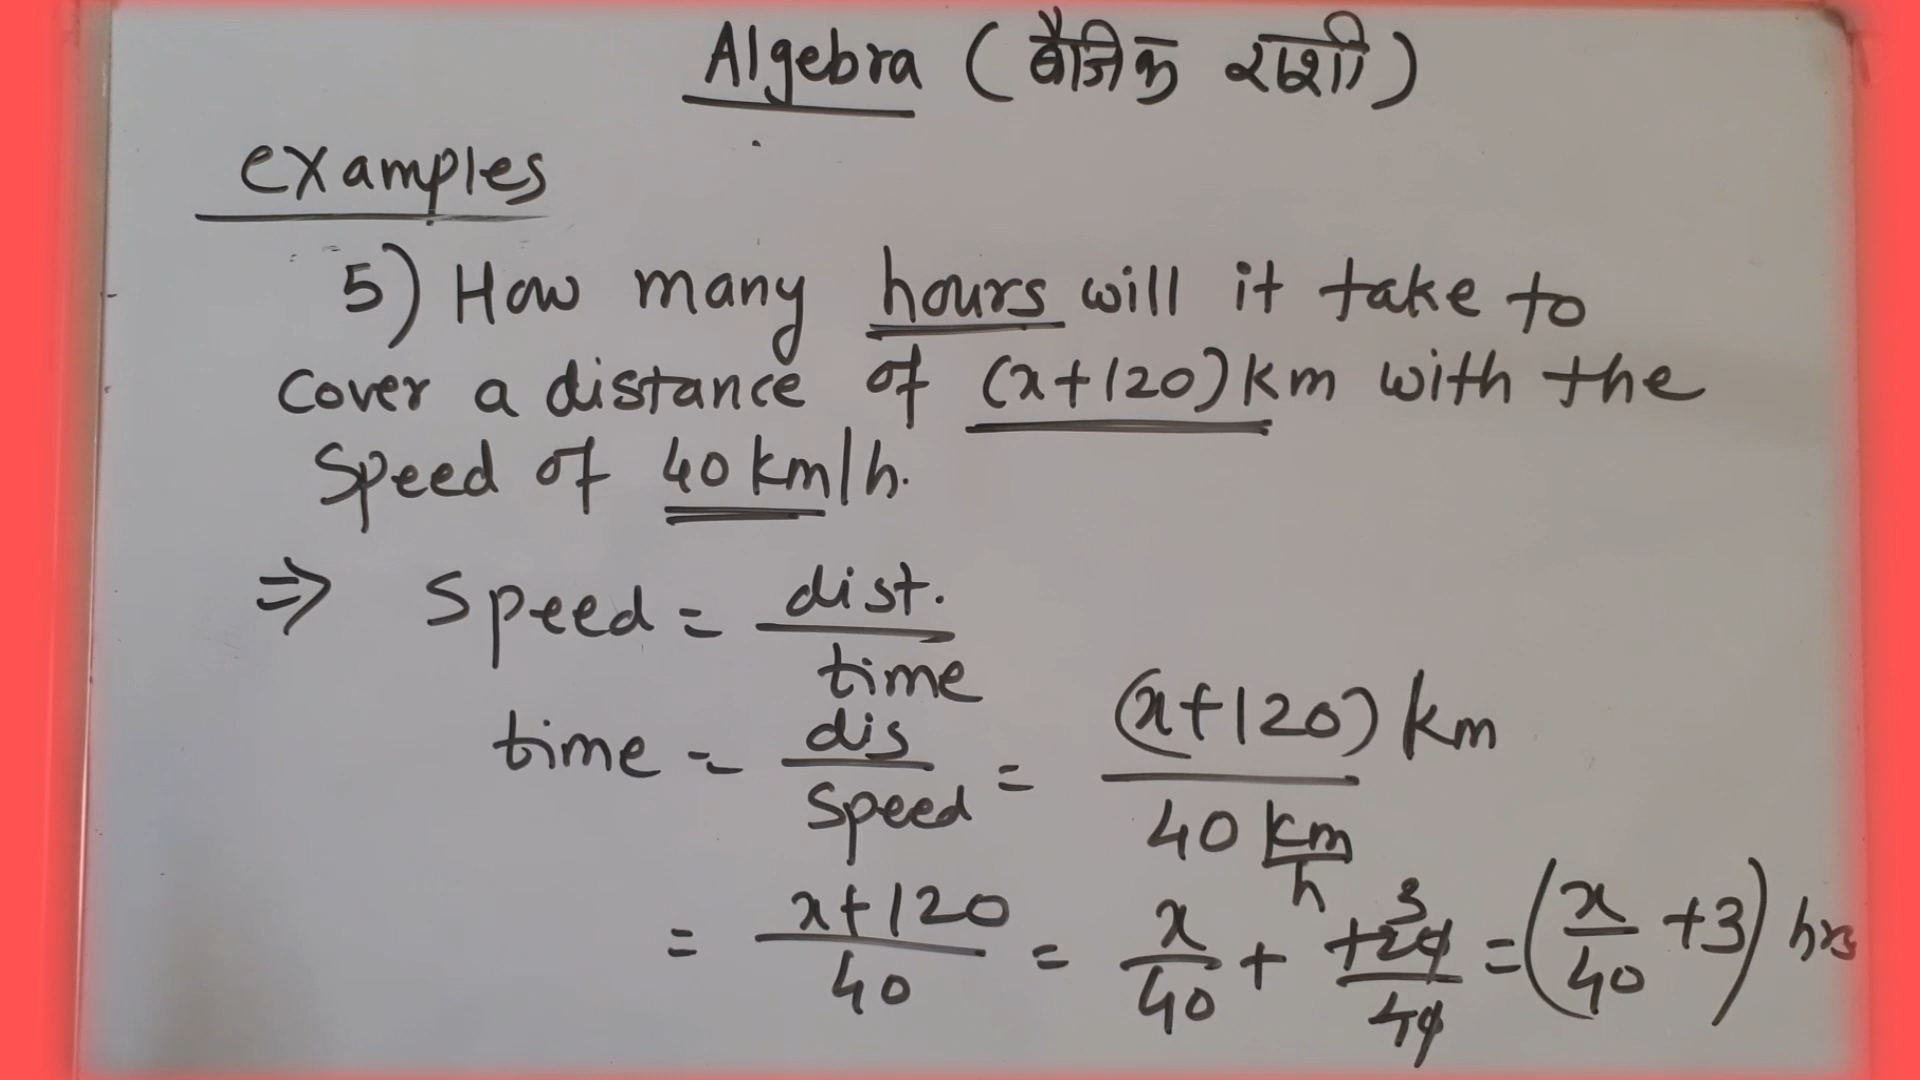 Algebra (बैजिक राशी)
examples
5) How many hours will it take to
cover a distance of (x+120) km with the
speed of 40 km/h.
⇒ Speed = dist. / time
time = dis / speed = (x+120) km / 40 km/h
= x+120 / 40 = x/40 + 120/40 3 = (x/40 + 3) hrs